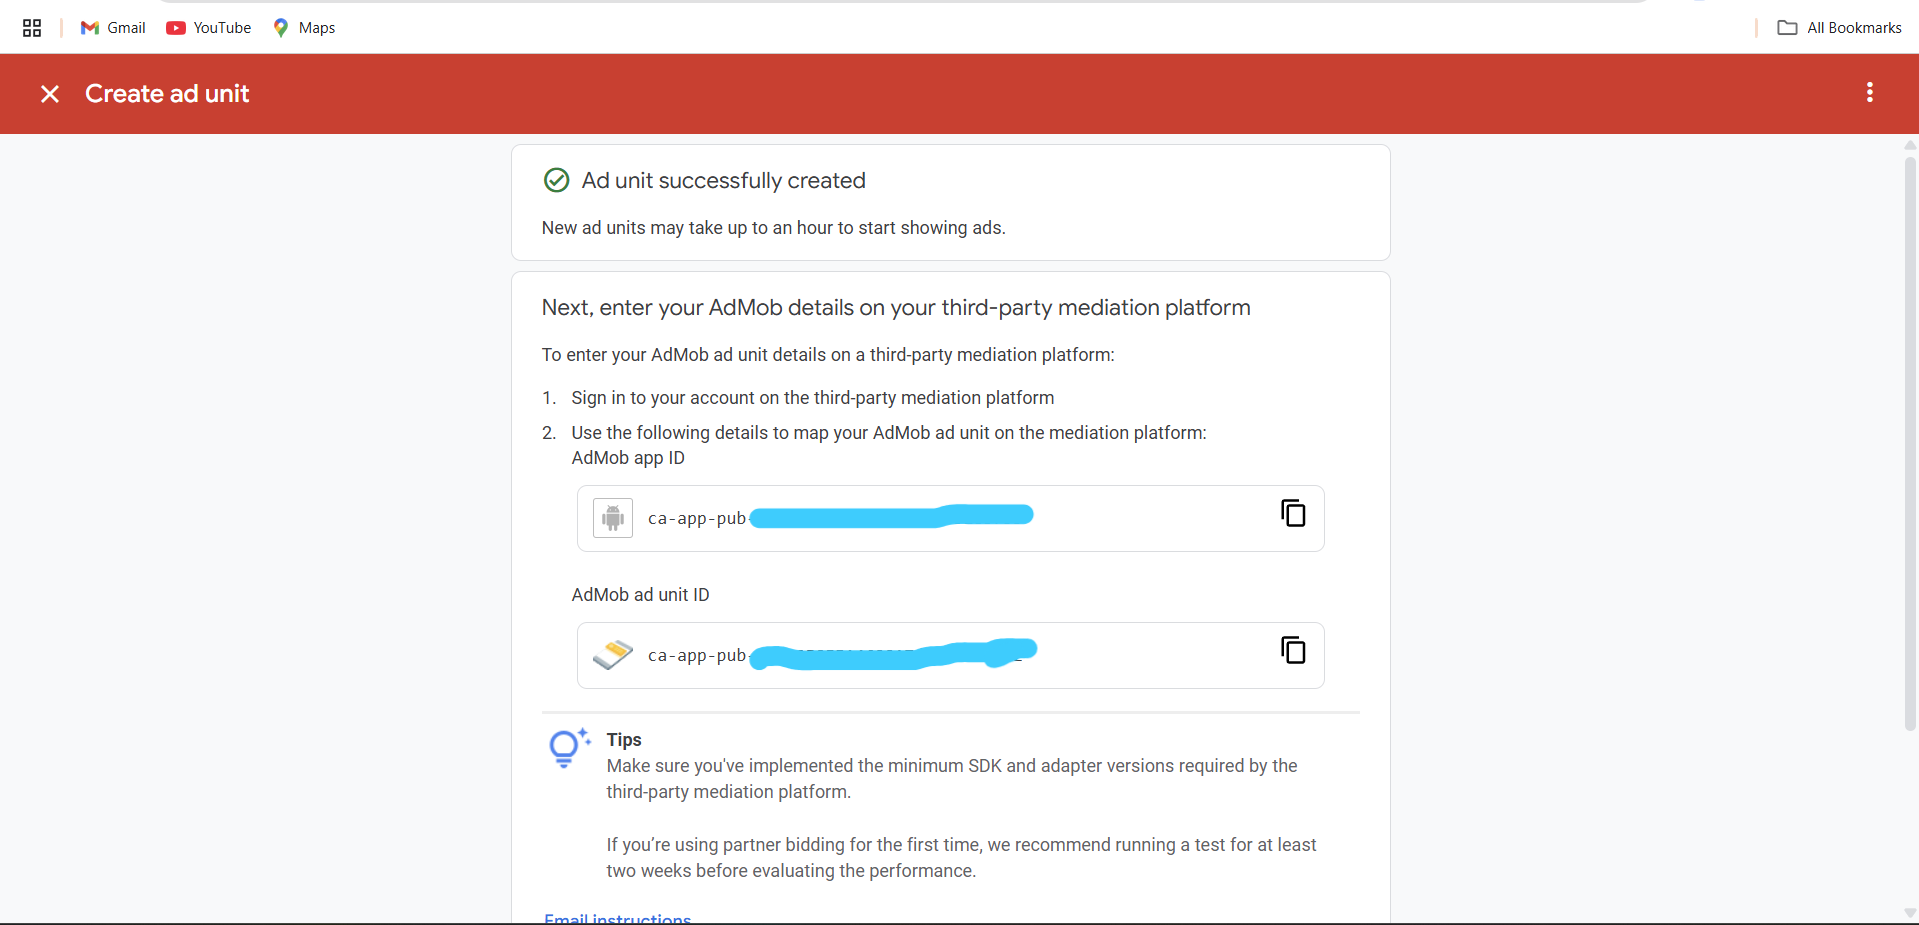 Gmail YouTube Maps All Bookmarks
Create ad unit
Ad unit successfully created
New ad units may take up to an hour to start showing ads.
Next, enter your AdMob details on your third-party mediation platform
To enter your AdMob ad unit details on a third-party mediation platform:
1. Sign in to your account on the third-party mediation platform
2. Use the following details to map your AdMob ad unit on the mediation platform:
AdMob app ID
ca-app-pub-
AdMob ad unit ID
ca-app-pub-
Tips
Make sure you've implemented the minimum SDK and adapter versions required by the
third-party mediation platform.
If you’re using partner bidding for the first time, we recommend running a test for at least
two weeks before evaluating the performance.
Email instructions